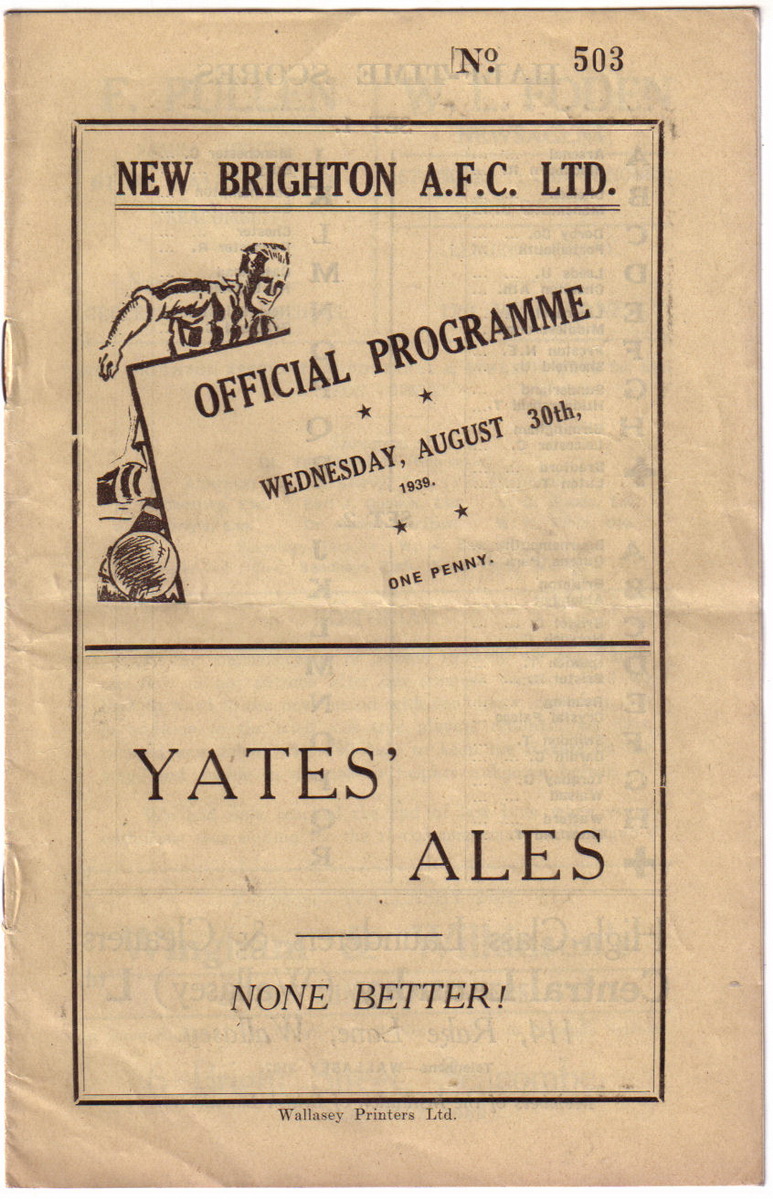 Nº 503
NEW BRIGHTON A.F.C. LTD.
OFFICIAL PROGRAMME
WEDNESDAY, AUGUST 30th,
1939.
ONE PENNY.
YATES'
ALES
NONE BETTER!
Wallasey Printers Ltd.